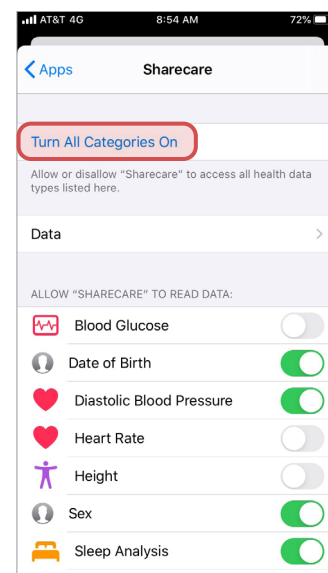 AT&T 4G 8:54 AM 72%
Apps Sharecare
Turn All Categories On
Allow or disallow “Sharecare” to access all health data
types listed here.
Data
ALLOW “SHARECARE” TO READ DATA:
Blood Glucose
Date of Birth
Diastolic Blood Pressure
Heart Rate
Height
Sex
Sleep Analysis